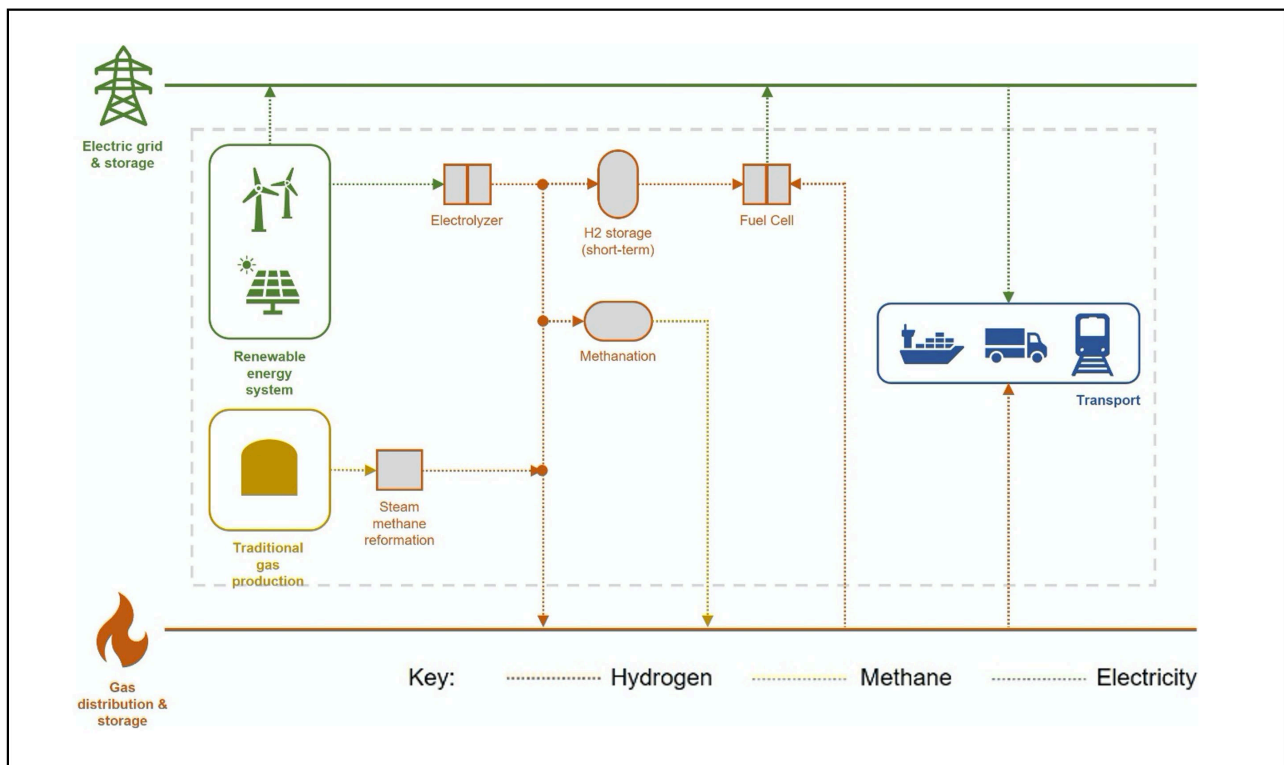 Electric grid
& storage
Electrolyzer
H2 storage
(short-term)
Fuel Cell
Renewable
energy
system
Methanation
Transport
Steam
methane
reformation
Traditional
gas
production
Gas
distribution &
storage
Key:
Hydrogen
Methane
Electricity